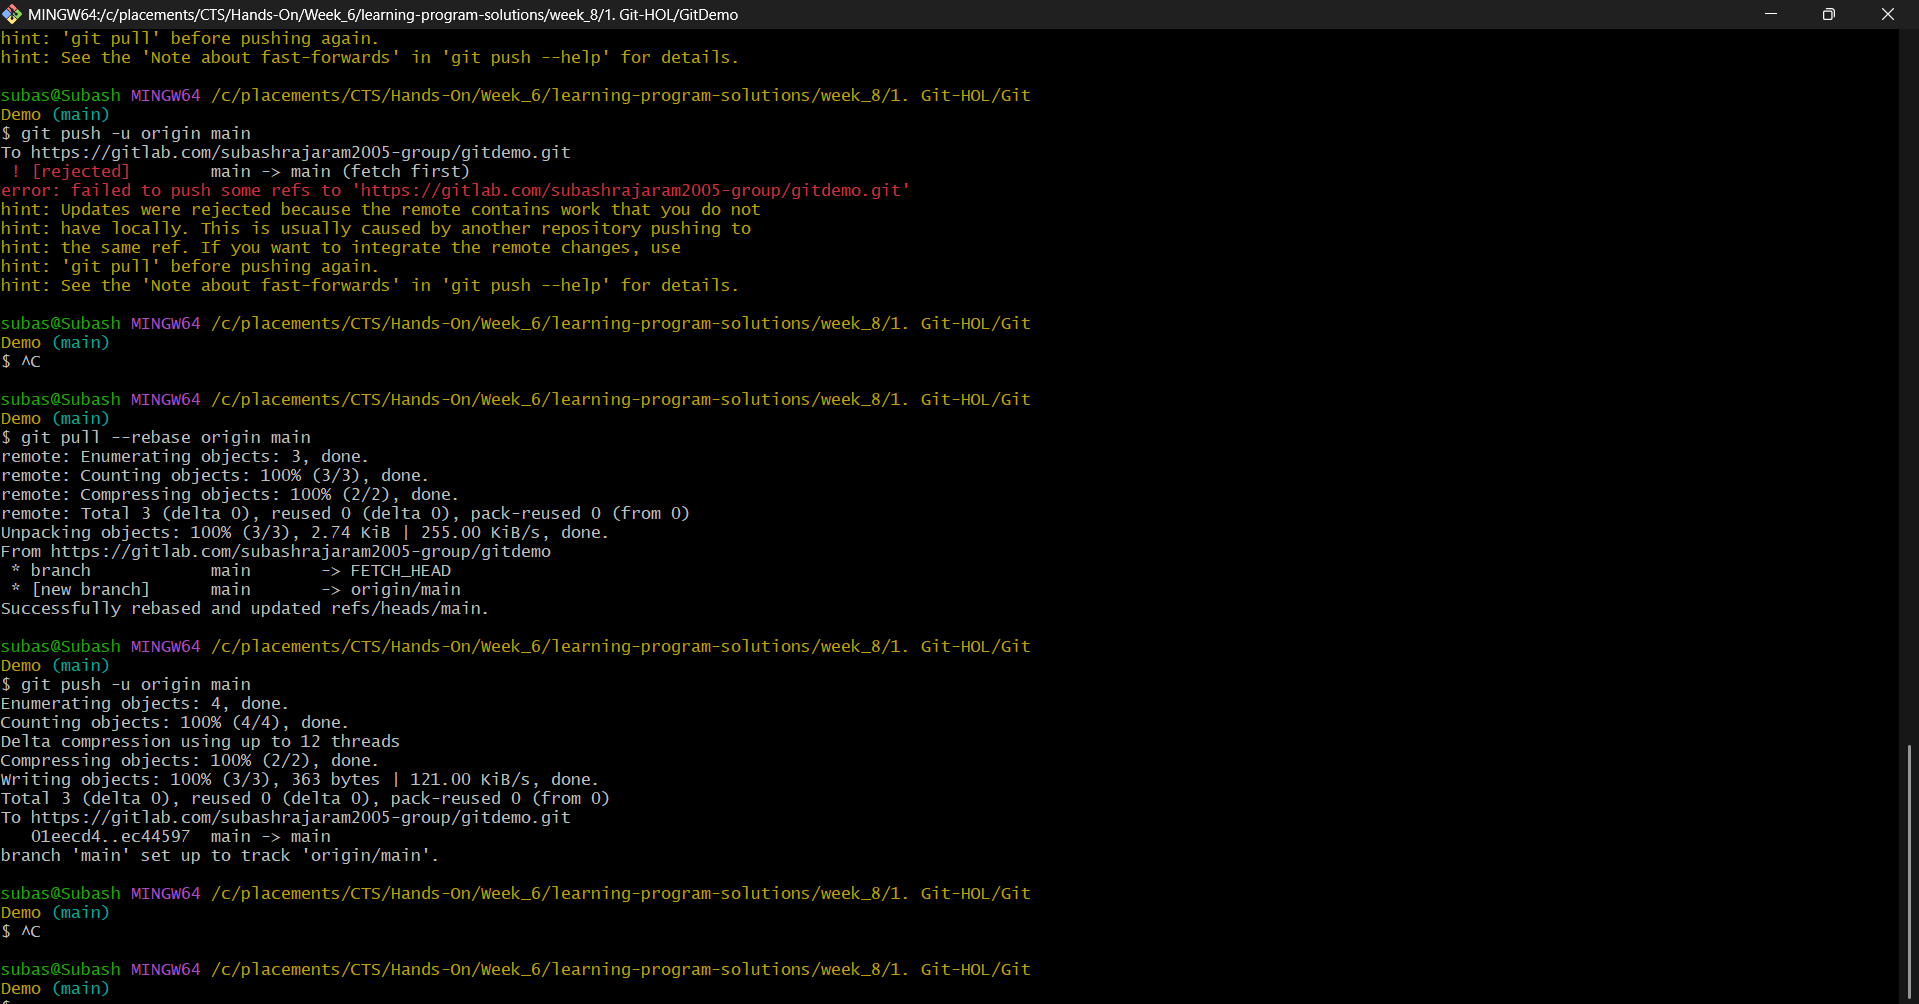 MINGW64:/c/placements/CTS/Hands-On/Week_6/learning-program-solutions/week_8/1. Git-HOL/GitDemo
hint: 'git pull' before pushing again.
hint: See the 'Note about fast-forwards' in 'git push --help' for details.
subas@Subash MINGW64 /c/placements/CTS/Hands-On/Week_6/learning-program-solutions/week_8/1. Git-HOL/Git
Demo (main)
$ git push -u origin main
To https://gitlab.com/subashrajaram2005-group/gitdemo.git
 ! [rejected]        main -> main (fetch first)
error: failed to push some refs to 'https://gitlab.com/subashrajaram2005-group/gitdemo.git'
hint: Updates were rejected because the remote contains work that you do not
hint: have locally. This is usually caused by another repository pushing to
hint: the same ref. If you want to integrate the remote changes, use
hint: 'git pull' before pushing again.
hint: See the 'Note about fast-forwards' in 'git push --help' for details.
subas@Subash MINGW64 /c/placements/CTS/Hands-On/Week_6/learning-program-solutions/week_8/1. Git-HOL/Git
Demo (main)
$ ^C
subas@Subash MINGW64 /c/placements/CTS/Hands-On/Week_6/learning-program-solutions/week_8/1. Git-HOL/Git
Demo (main)
$ git pull --rebase origin main
remote: Enumerating objects: 3, done.
remote: Counting objects: 100% (3/3), done.
remote: Compressing objects: 100% (2/2), done.
remote: Total 3 (delta 0), reused 0 (delta 0), pack-reused 0 (from 0)
Unpacking objects: 100% (3/3), 2.74 KiB | 255.00 KiB/s, done.
From https://gitlab.com/subashrajaram2005-group/gitdemo
 * branch            main       -> FETCH_HEAD
 * [new branch]      main       -> origin/main
Successfully rebased and updated refs/heads/main.
subas@Subash MINGW64 /c/placements/CTS/Hands-On/Week_6/learning-program-solutions/week_8/1. Git-HOL/Git
Demo (main)
$ git push -u origin main
Enumerating objects: 4, done.
Counting objects: 100% (4/4), done.
Delta compression using up to 12 threads
Compressing objects: 100% (2/2), done.
Writing objects: 100% (3/3), 363 bytes | 121.00 KiB/s, done.
Total 3 (delta 0), reused 0 (delta 0), pack-reused 0 (from 0)
To https://gitlab.com/subashrajaram2005-group/gitdemo.git
   01eecd4..ec44597  main -> main
branch 'main' set up to track 'origin/main'.
subas@Subash MINGW64 /c/placements/CTS/Hands-On/Week_6/learning-program-solutions/week_8/1. Git-HOL/Git
Demo (main)
$ ^C
subas@Subash MINGW64 /c/placements/CTS/Hands-On/Week_6/learning-program-solutions/week_8/1. Git-HOL/Git
Demo (main)